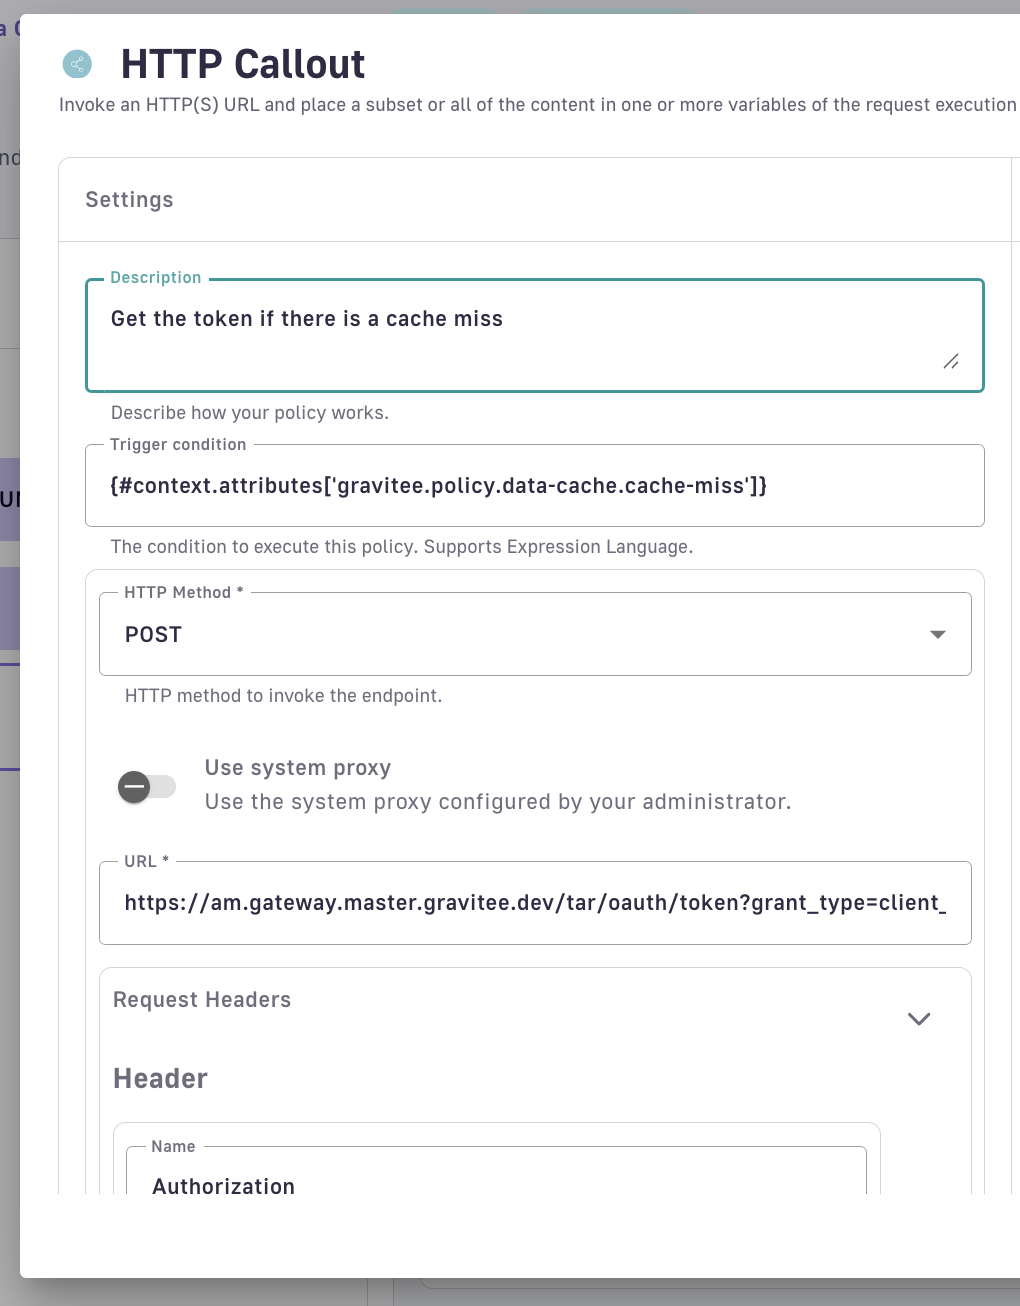 HTTP Callout
Invoke an HTTP(S) URL and place a subset or all of the content in one or more variables of the request execution
Settings
Description
Get the token if there is a cache miss
Describe how your policy works.
Trigger condition
{#context.attributes['gravitee.policy.data-cache.cache-miss']}
The condition to execute this policy. Supports Expression Language.
HTTP Method *
POST
HTTP method to invoke the endpoint.
Use system proxy
Use the system proxy configured by your administrator.
URL *
https://am.gateway.master.gravitee.dev/tar/oauth/token?grant_type=client_
Request Headers
Header
Name
Authorization